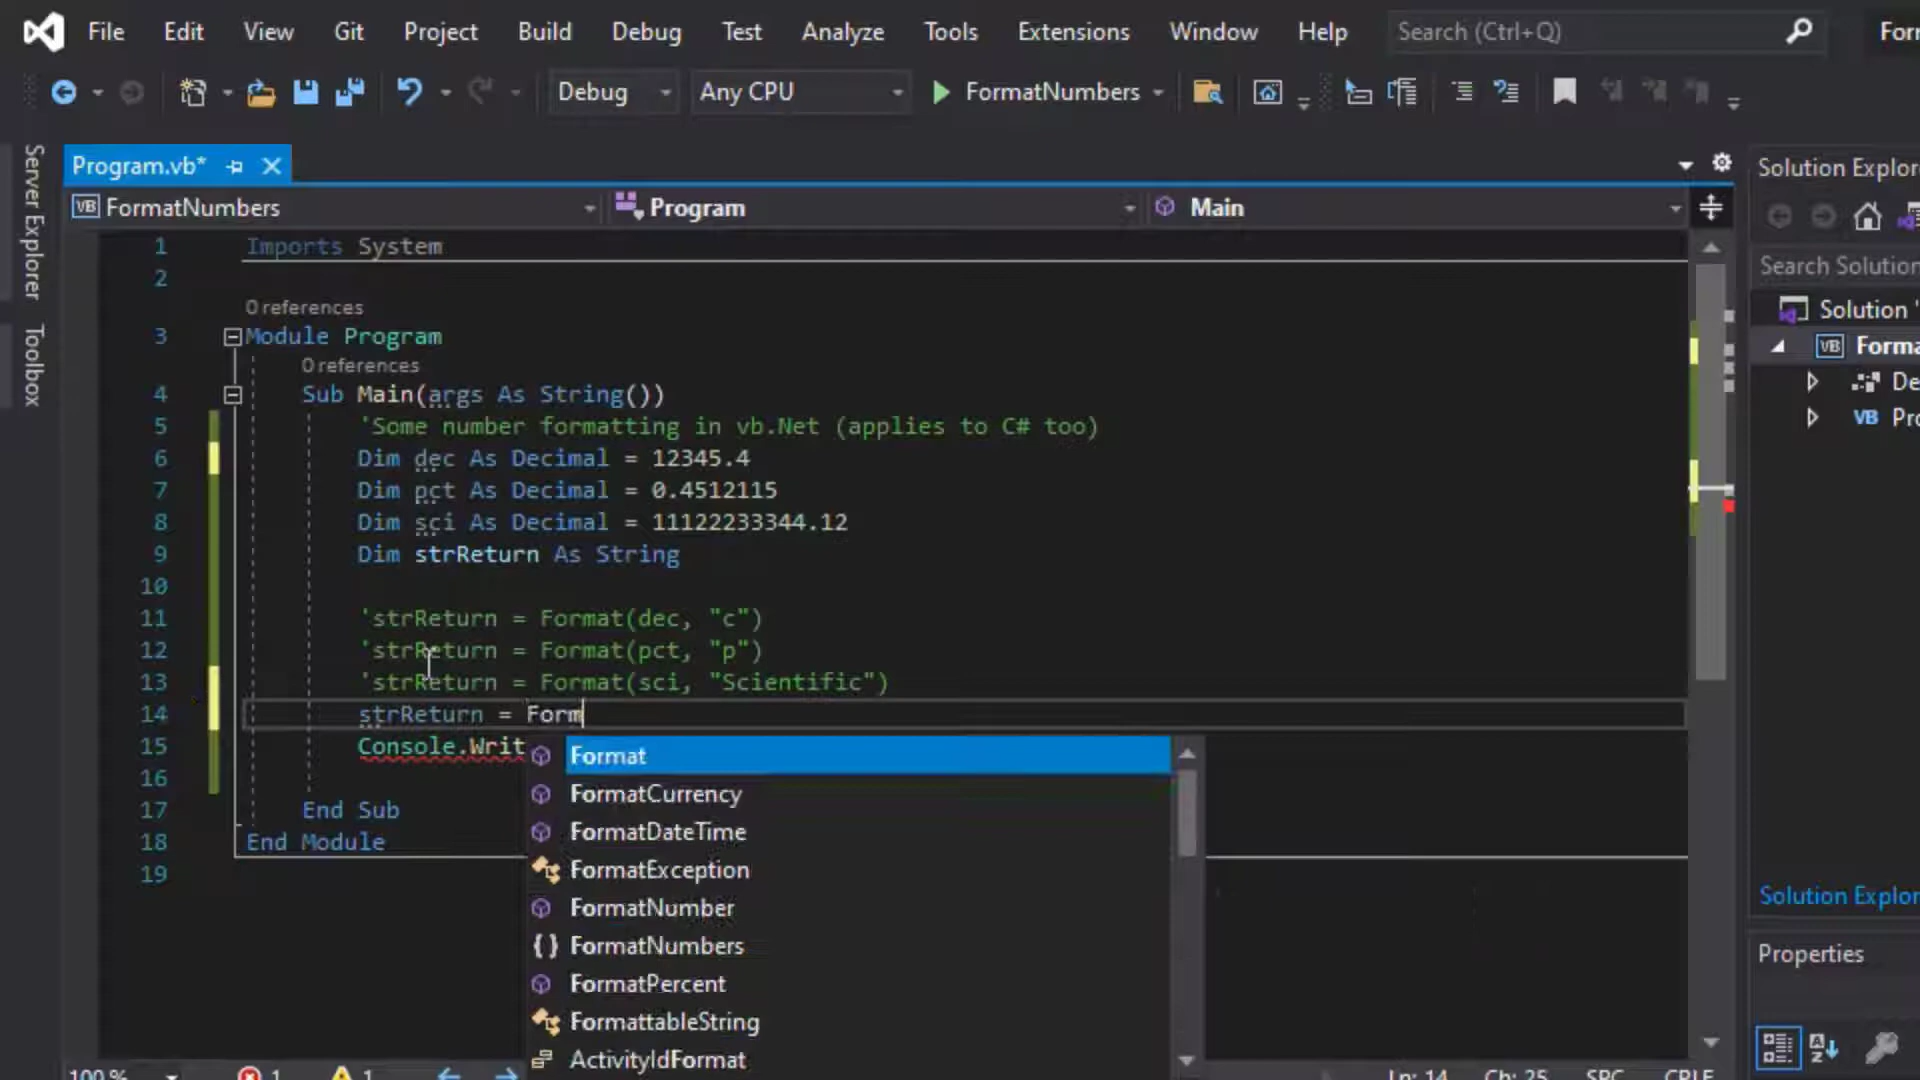 File Edit View Git Project Build Debug Test Analyze Tools Extensions Window Help Search (Ctrl+Q)
Debug Any CPU FormatNumbers
Server Explorer
Toolbox
Program.vb*
FormatNumbers Program Main
1 Imports System
2
0 references
3 Module Program
0 references
4 Sub Main(args As String())
5 'Some number formatting in vb.Net (applies to C# too)
6 Dim dec As Decimal = 12345.4
7 Dim pct As Decimal = 0.4512115
8 Dim sci As Decimal = 11122233344.12
9 Dim strReturn As String
10
11 'strReturn = Format(dec, "c")
12 'strReturn = Format(pct, "p")
13 'strReturn = Format(sci, "Scientific")
14 strReturn = Form
15 Console.Writ
16
17 End Sub
18 End Module
19
Format
FormatCurrency
FormatDateTime
FormatException
FormatNumber
FormatNumbers
FormatPercent
FormattableString
ActivityIdFormat
Solution Explor
Search Solution
Solution '
VB Forma
De
VB Pro
Solution Explor
Properties
100 % 1 1 Ln: 14 Ch: 25 SPC CRLF